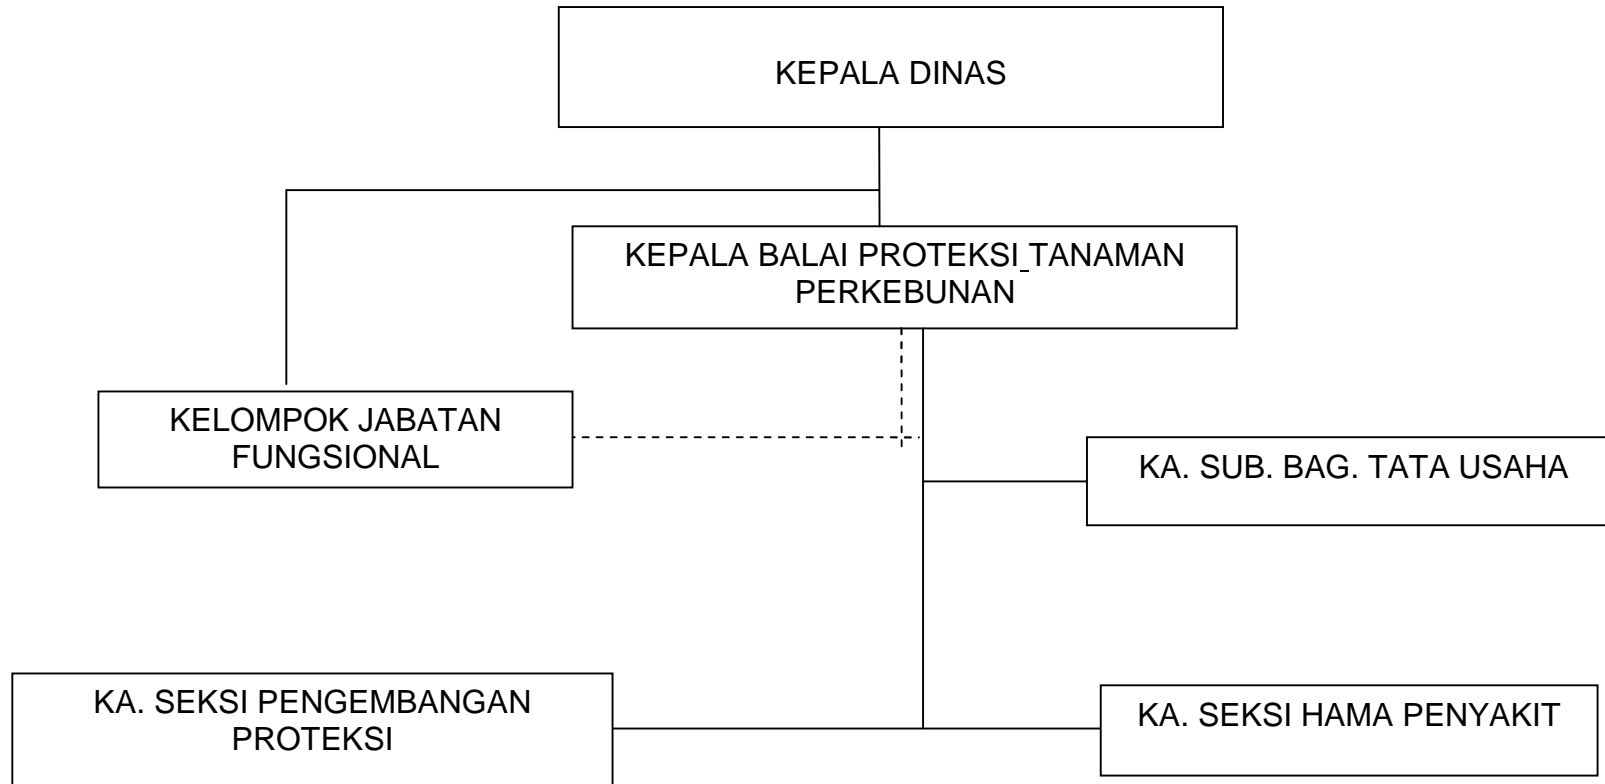 KEPALA DINAS
KEPALA BALAI PROTEKSI TANAMAN
PERKEBUNAN
KELOMPOK JABATAN
FUNGSIONAL
KA. SUB. BAG. TATA USAHA
KA. SEKSI PENGEMBANGAN
PROTEKSI
KA. SEKSI HAMA PENYAKIT